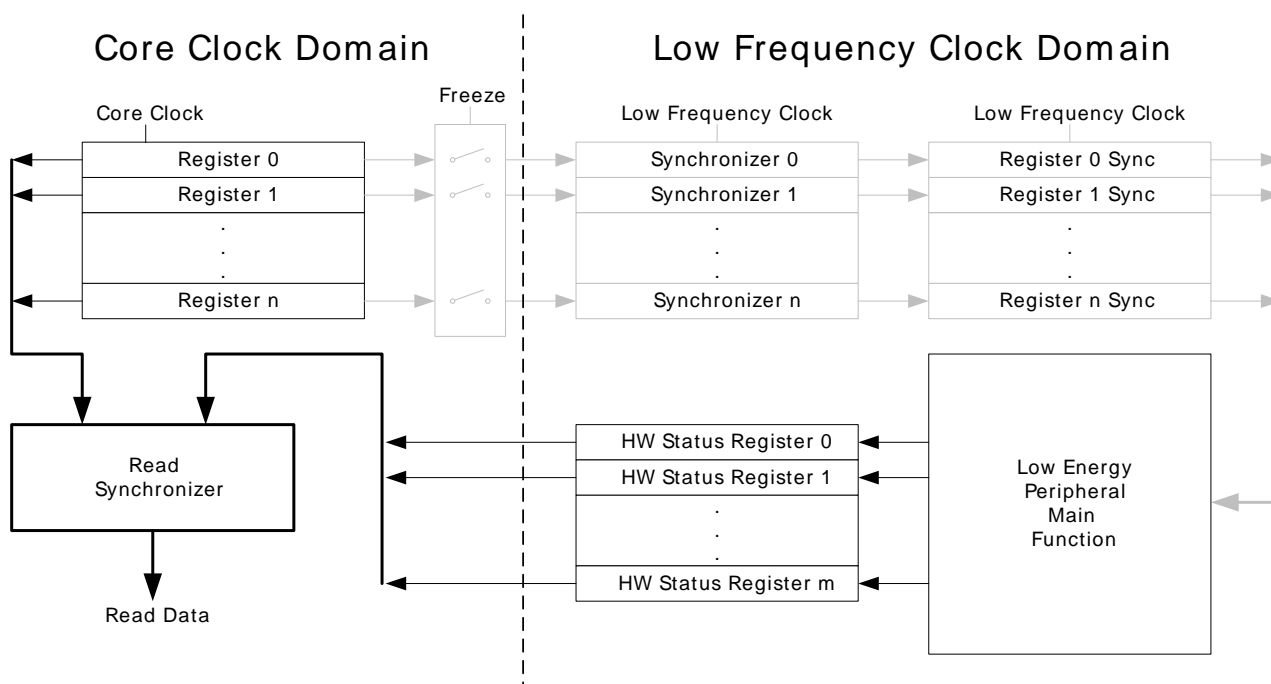 Core Clock Domain
Low Frequency Clock Domain
Freeze
Core Clock
Low Frequency Clock
Low Frequency Clock
Register 0
Synchronizer 0
Register 0 Sync
Register 1
Synchronizer 1
Register 1 Sync
.
.
.
.
.
.
.
.
.
Register n
Synchronizer n
Register n Sync
HW Status Register 0
HW Status Register 1
.
.
.
HW Status Register m
Read
Synchronizer
Low Energy
Peripheral
Main
Function
Read Data